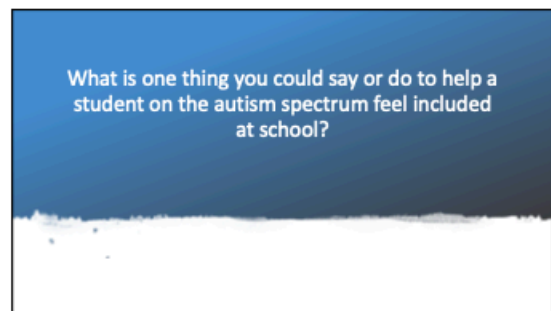 What is one thing you could say or do to help a
student on the autism spectrum feel included
at school?